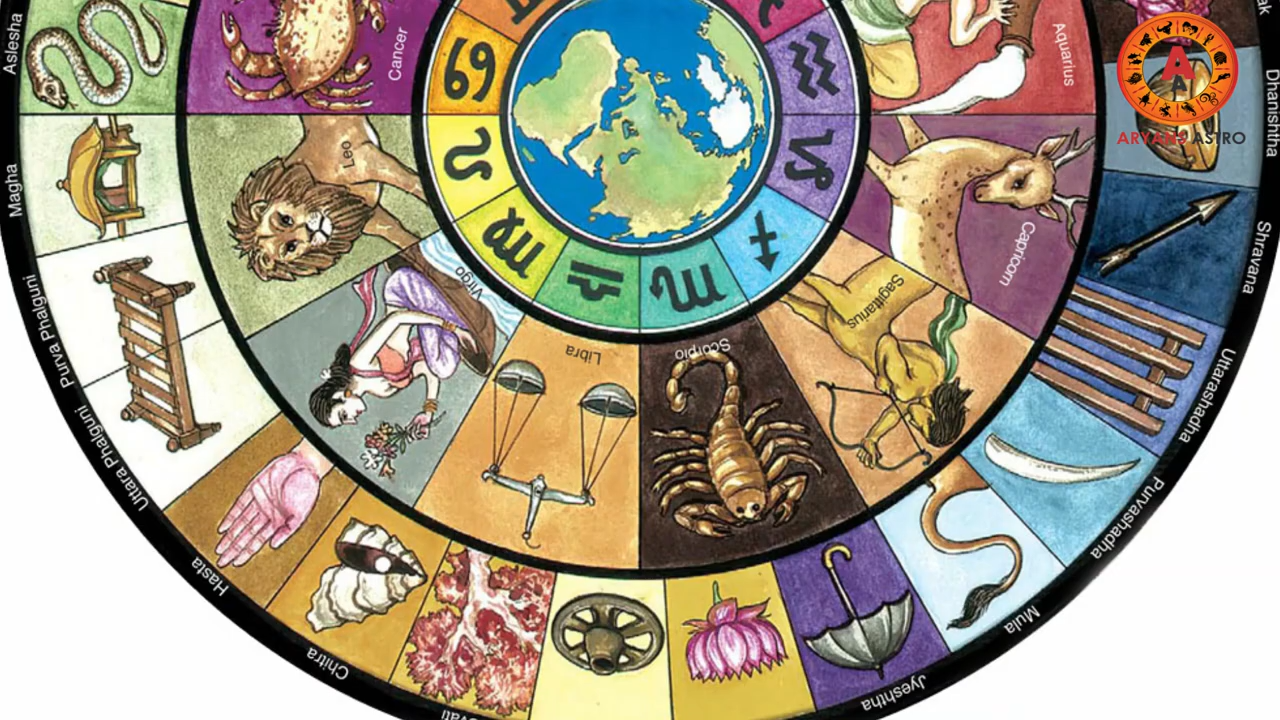 Aslesha
Magha
Purva Phalguni
Uttara Phalguni
Hasta
Chitra
Jyeshtha
Mula
Purvashadha
Uttarashadha
Shravana
Dhanishtha
Cancer
Leo
Virgo
Libra
Scorpio
Sagittarius
Capricorn
Aquarius
A
A A
ARYANS ASTRO